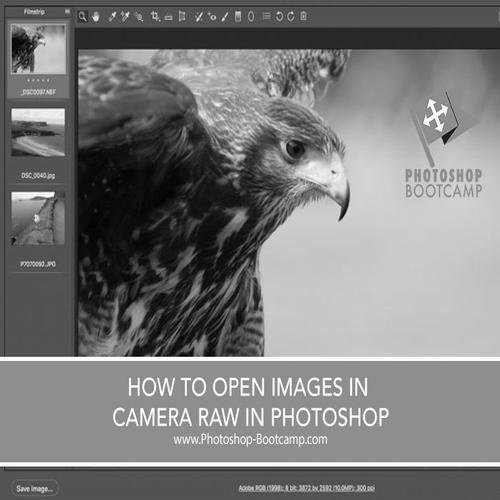 Filmstrip
_DSC0097.NEF
DSC_0040.jpg
P7070092.JPG
PHOTOSHOP
BOOTCAMP
HOW TO OPEN IMAGES IN
CAMERA RAW IN PHOTOSHOP
www.Photoshop-Bootcamp.com
Save Image...
Adobe RGB (1998); 8 bit; 3872 by 2592 (10.0MP); 300 ppi